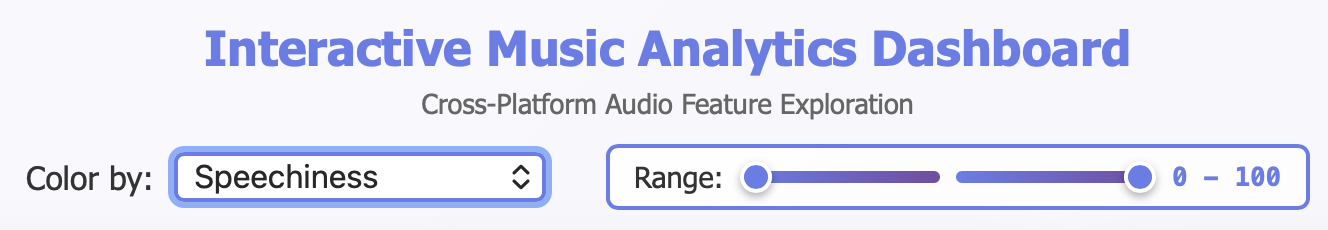 Interactive Music Analytics Dashboard
Cross-Platform Audio Feature Exploration
Color by: Speechiness Range: 0 – 100